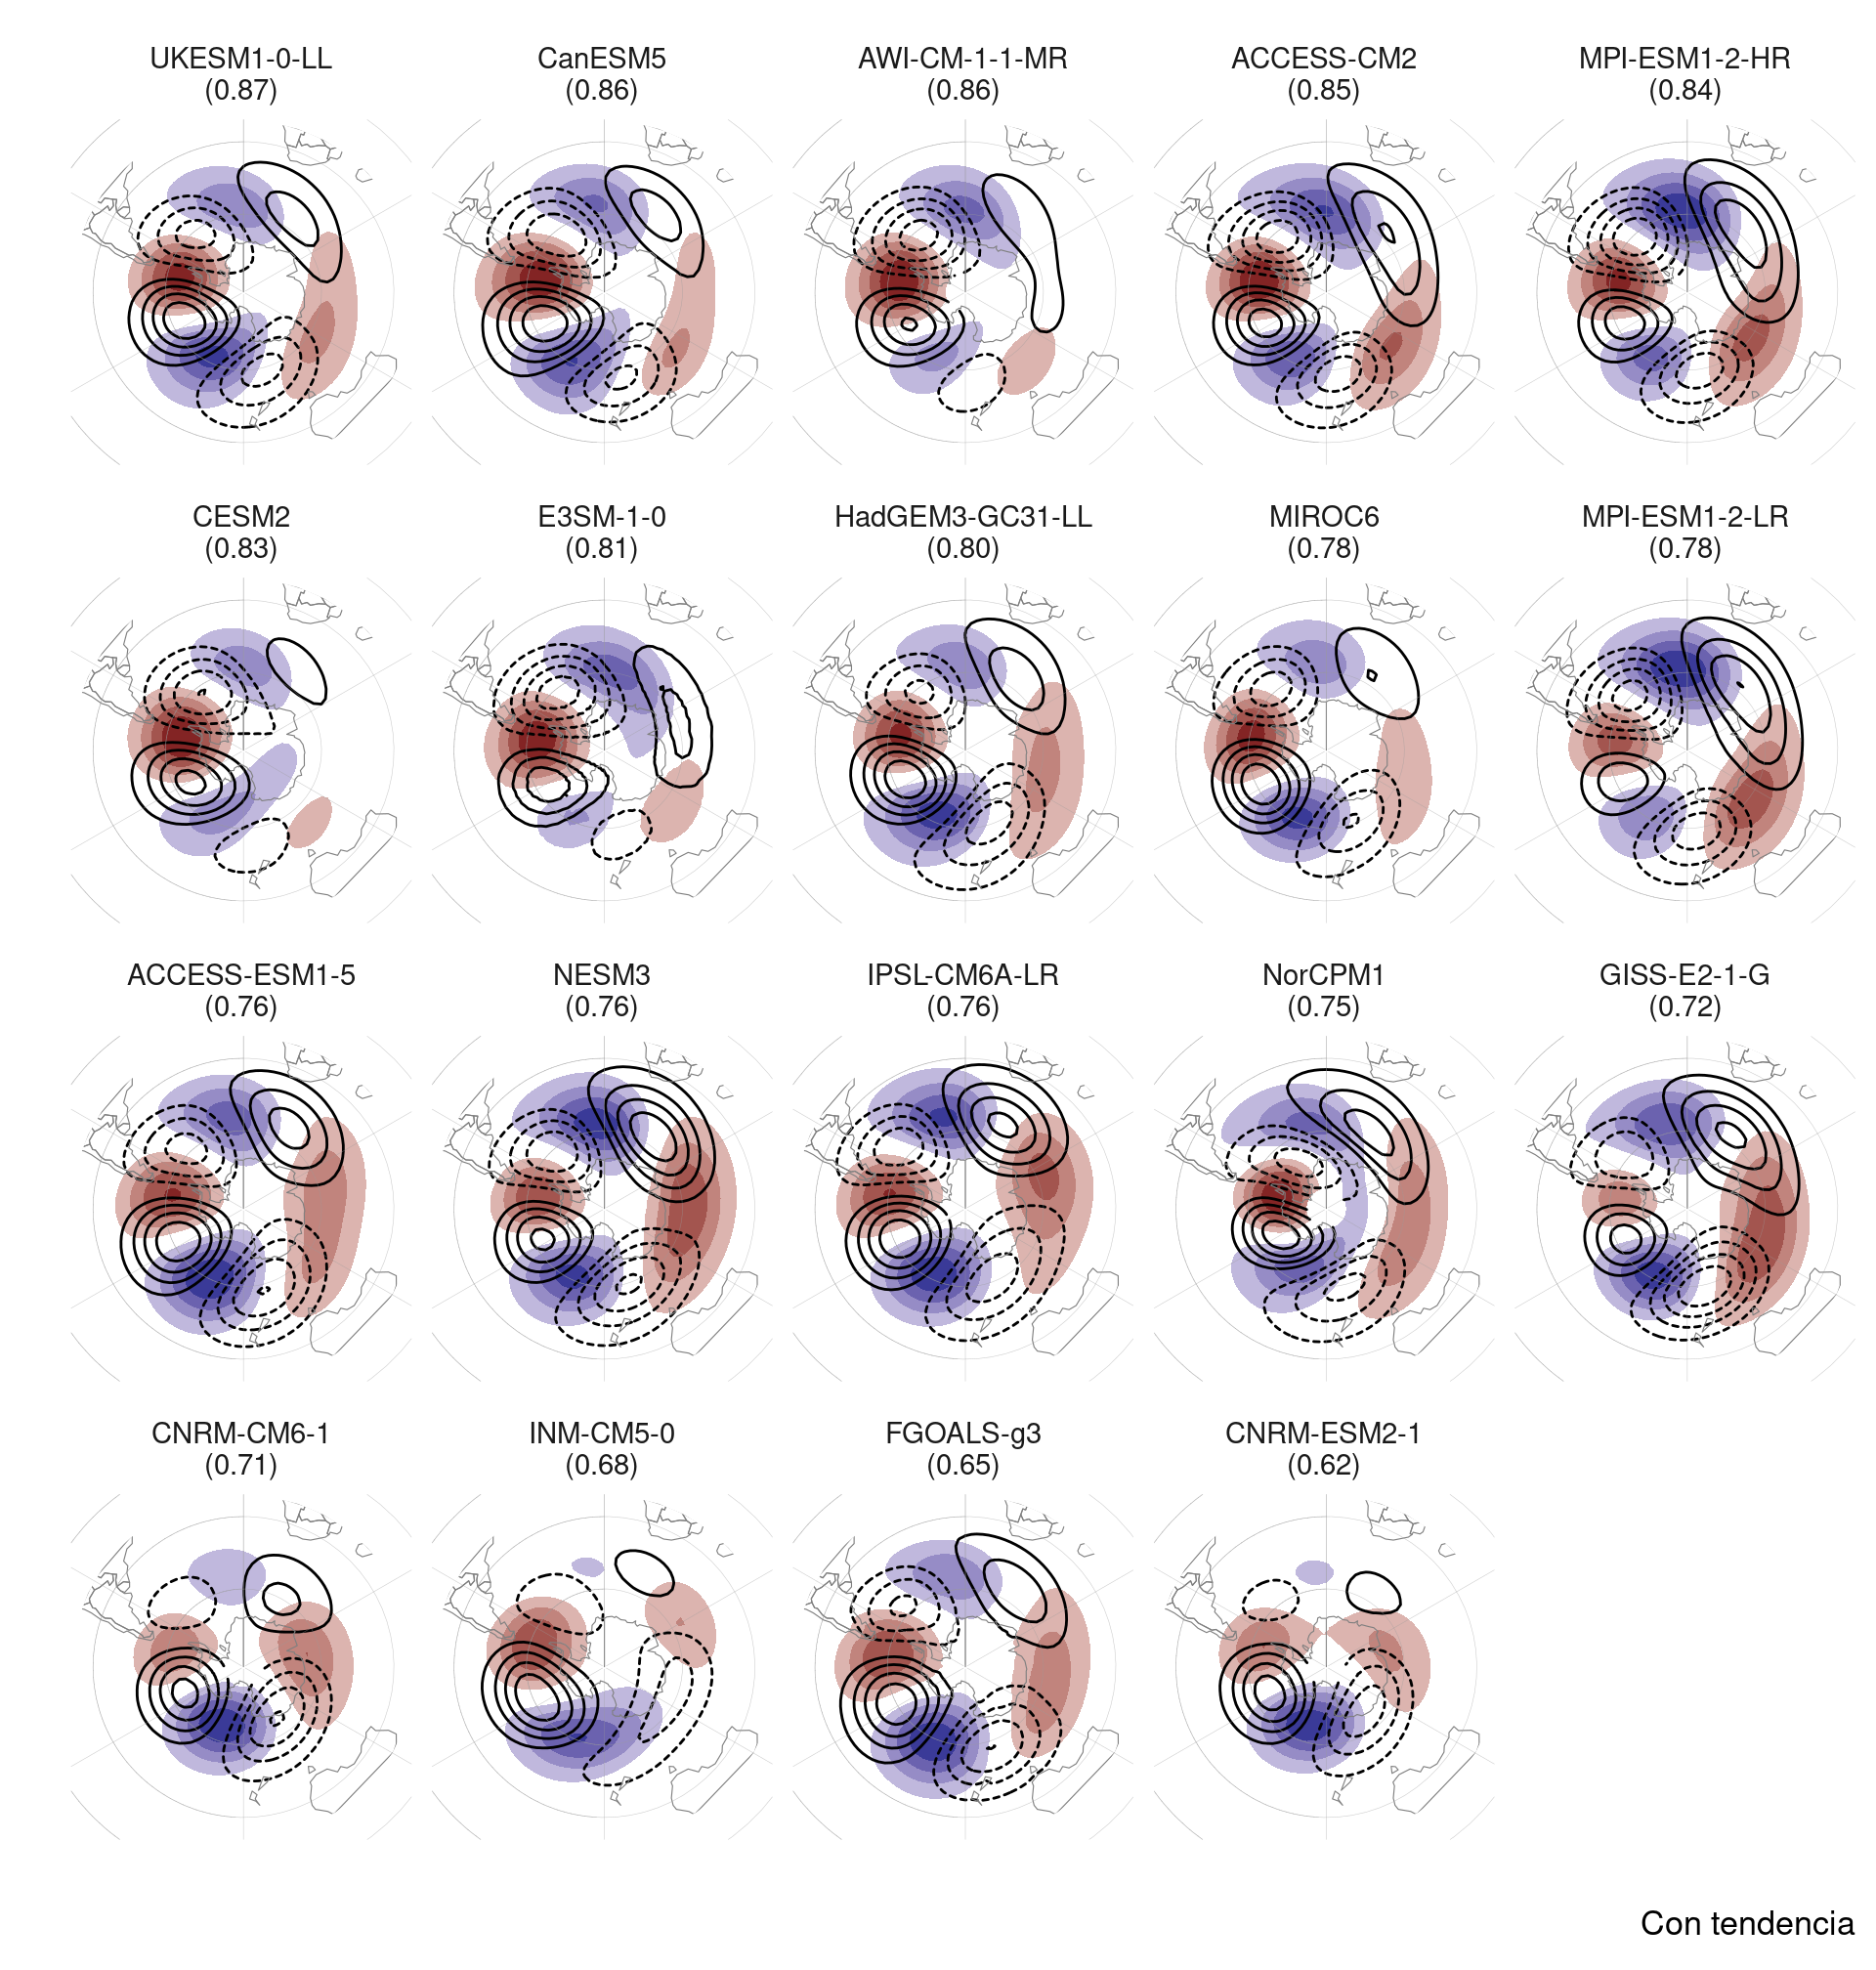 UKESM1-0-LL
(0.87)
CanESM5
(0.86)
AWI-CM-1-1-MR
(0.86)
ACCESS-CM2
(0.85)
MPI-ESM1-2-HR
(0.84)
CESM2
(0.83)
E3SM-1-0
(0.81)
HadGEM3-GC31-LL
(0.80)
MIROC6
(0.78)
MPI-ESM1-2-LR
(0.78)
ACCESS-ESM1-5
(0.76)
NESM3
(0.76)
IPSL-CM6A-LR
(0.76)
NorCPM1
(0.75)
GISS-E2-1-G
(0.72)
CNRM-CM6-1
(0.71)
INM-CM5-0
(0.68)
FGOALS-g3
(0.65)
CNRM-ESM2-1
(0.62)
Con tendencia